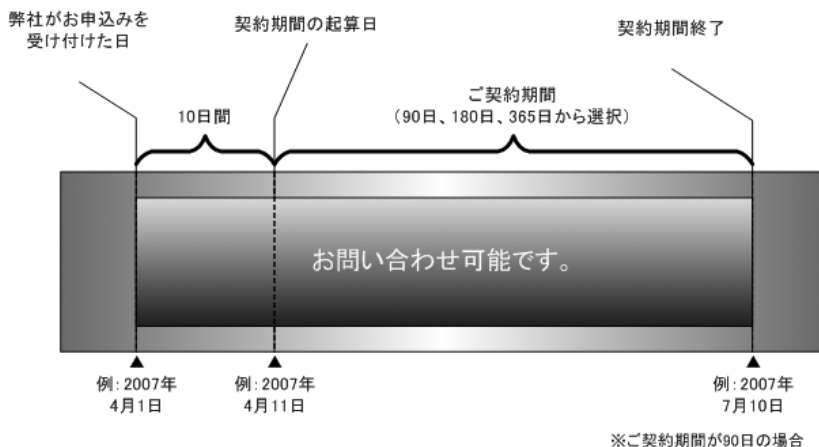 弊社がお申込みを
受け付けた日
契約期間の起算日
契約期間終了
10日間
ご契約期間
(90日、180日、365日から選択)
お問い合わせ可能です。
例:2007年
4月1日
例:2007年
4月11日
例:2007年
7月10日
※ご契約期間が90日の場合